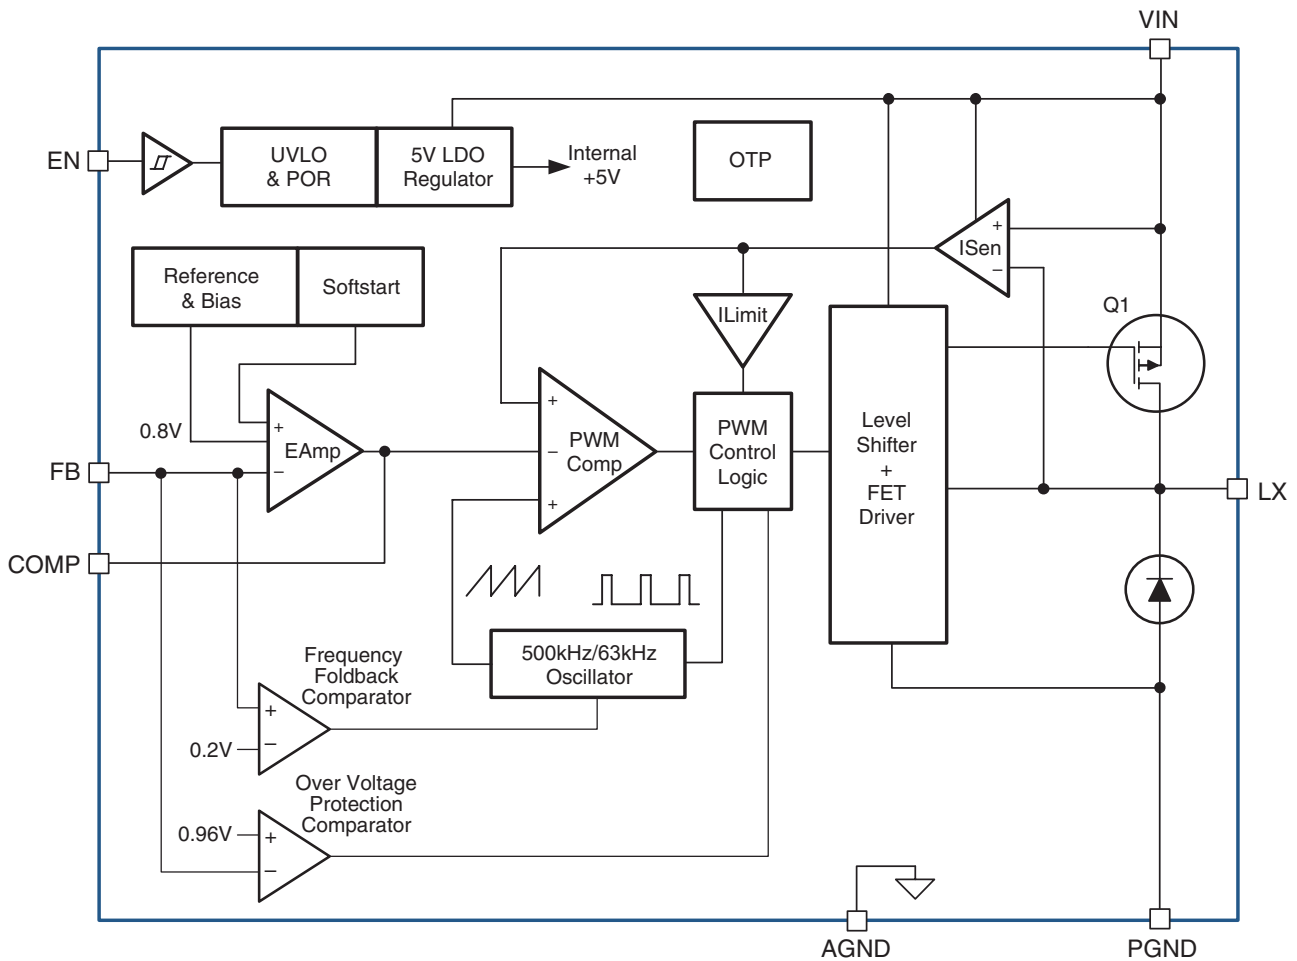 VIN
EN
UVLO
& POR
5V LDO
Regulator
Internal
+5V
OTP
+
ISen
−
Reference
& Bias
Softstart
ILimit
Q1
0.8V
+
EAmp
−
FB
+
PWM
Comp
−
+
PWM
Control
Logic
Level
Shifter
+
FET
Driver
LX
COMP
500kHz/63kHz
Oscillator
Frequency
Foldback
Comparator
+
0.2V
−
Over Voltage
Protection
Comparator
0.96V
+
−
AGND
PGND